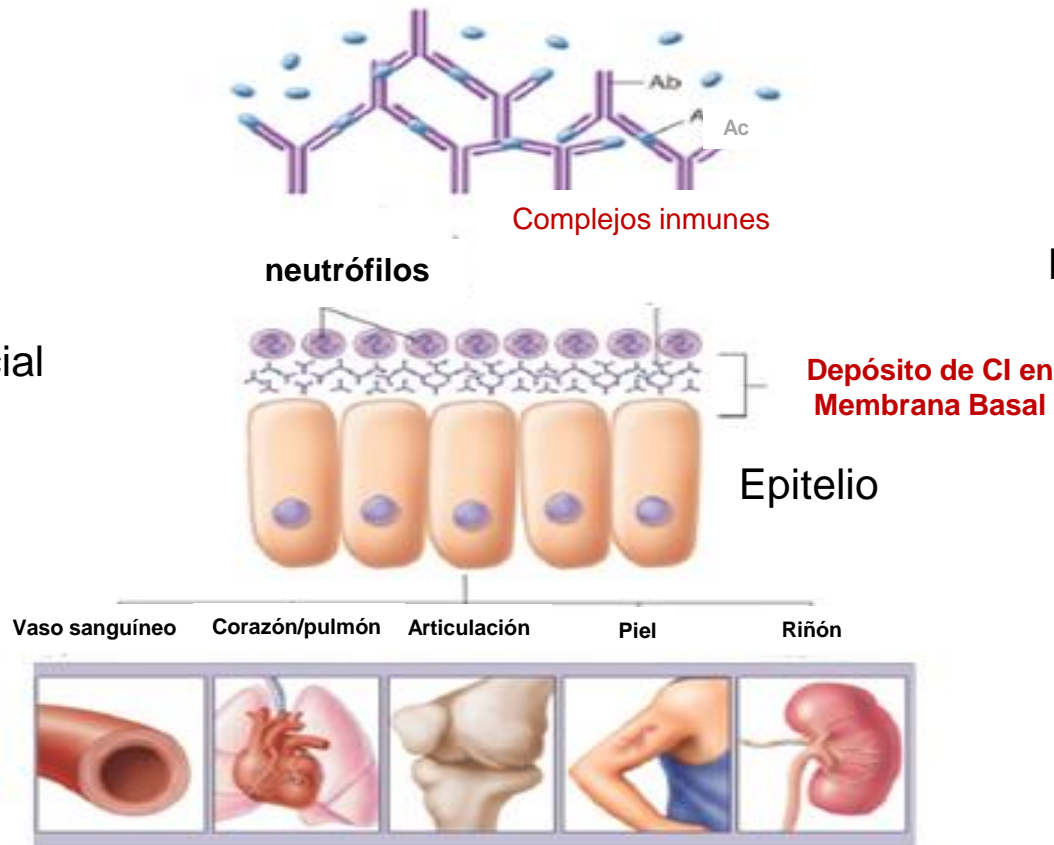 Ab
Ac
Complejos inmunes
neutrófilos
cial
Depósito de CI en
Membrana Basal
Epitelio
Vaso sanguíneo Corazón/pulmón Articulación Piel Riñón